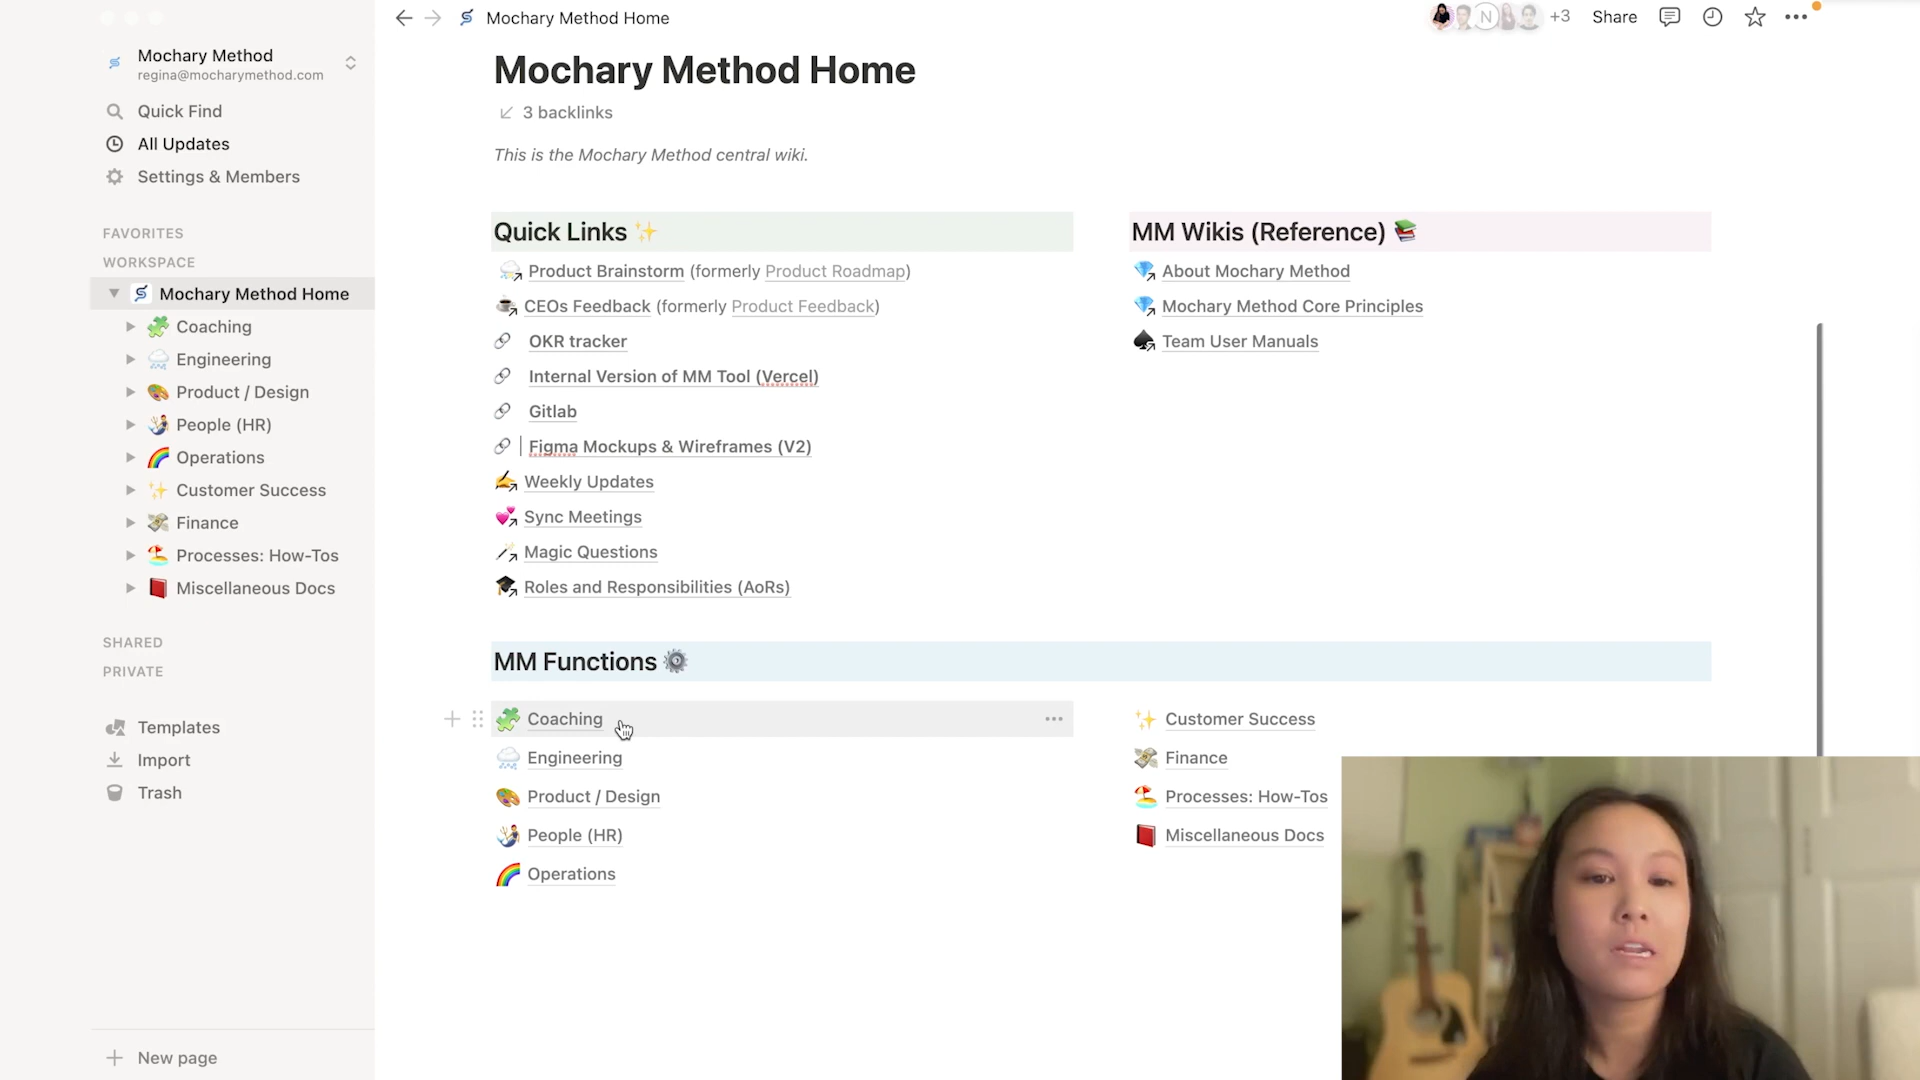 Mochary Method
regina@mocharymethod.com
Quick Find
All Updates
Settings & Members
FAVORITES
WORKSPACE
Mochary Method Home
Coaching
Engineering
Product / Design
People (HR)
Operations
Customer Success
Finance
Processes: How-Tos
Miscellaneous Docs
SHARED
PRIVATE
Templates
Import
Trash
New page
Mochary Method Home
N
+3
Share
Mochary Method Home
3 backlinks
This is the Mochary Method central wiki.
Quick Links
Product Brainstorm (formerly Product Roadmap)
CEOs Feedback (formerly Product Feedback)
OKR tracker
Internal Version of MM Tool (Vercel)
Gitlab
Figma Mockups & Wireframes (V2)
Weekly Updates
Sync Meetings
Magic Questions
Roles and Responsibilities (AoRs)
MM Wikis (Reference)
About Mochary Method
Mochary Method Core Principles
Team User Manuals
MM Functions
Coaching
Engineering
Product / Design
People (HR)
Operations
Customer Success
Finance
Processes: How-Tos
Miscellaneous Docs